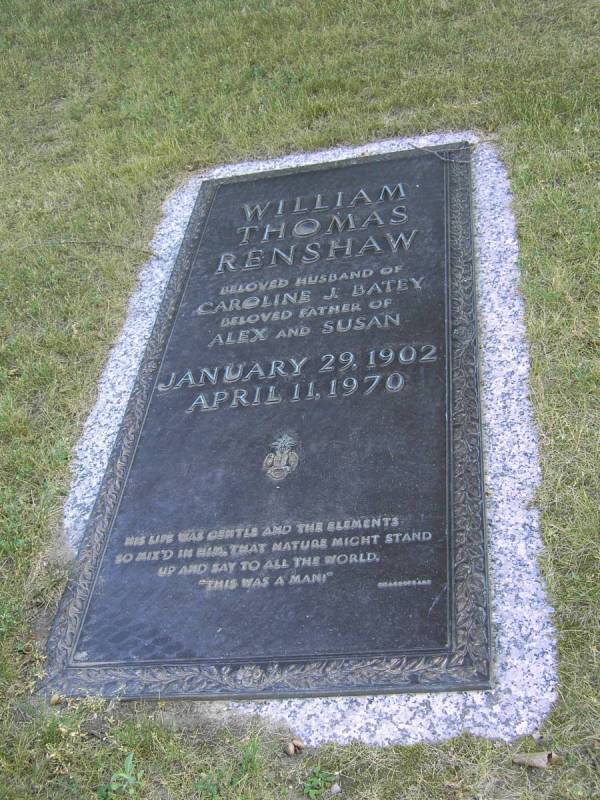 WILLIAM
THOMAS
RENSHAW
BELOVED HUSBAND OF
CAROLINE J. BATEY
BELOVED FATHER OF
ALEX AND SUSAN
JANUARY 29, 1902
APRIL 11, 1970
HIS LIFE WAS GENTLE AND THE ELEMENTS
SO MIX'D IN HIM, THAT NATURE MIGHT STAND
UP AND SAY TO ALL THE WORLD,
"THIS WAS A MAN!"